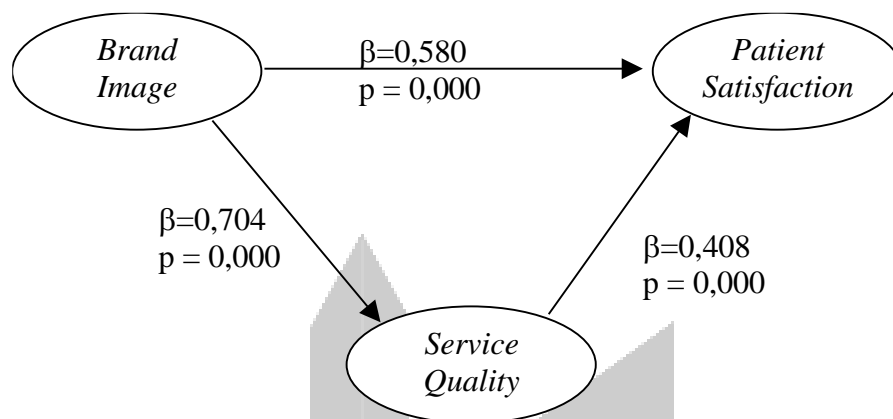 Brand
Image
β=0,580
p = 0,000
Patient
Satisfaction
β=0,704
p = 0,000
β=0,408
p = 0,000
Service
Quality